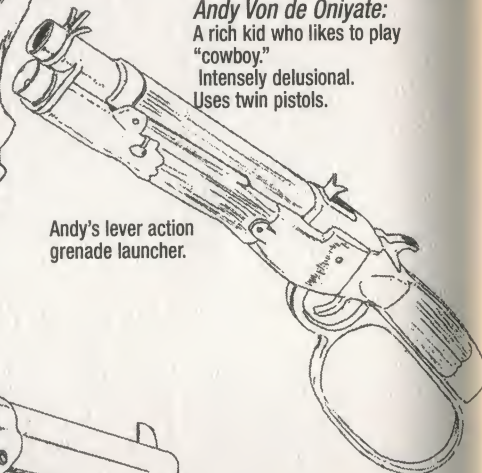 Andy Von de Oniyate:
A rich kid who likes to play
“cowboy.”
Intensely delusional.
Uses twin pistols.
Andy's lever action
grenade launcher.